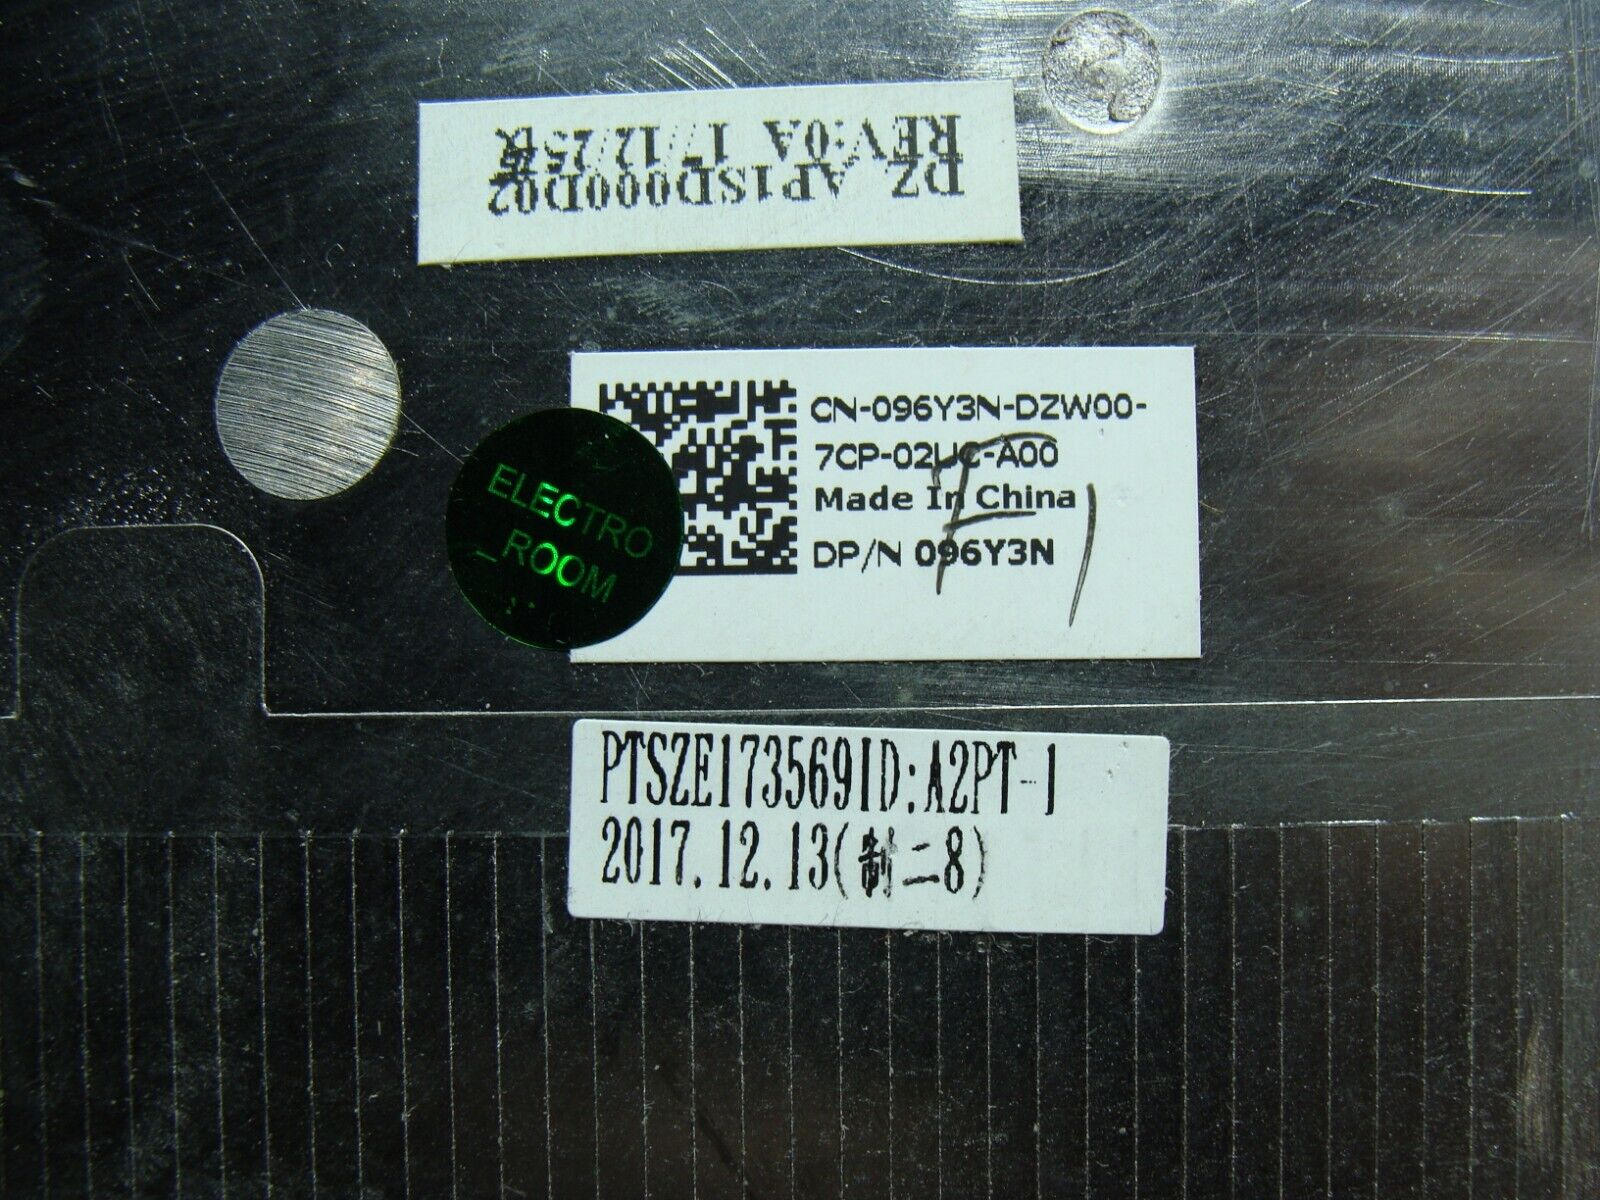 DZ AP1SD000D02
REV:0A 17/12/25
CN-096Y3N-DZW00-
7CP-02UC-A00
Made In China
DP/N 096Y3N
ELECTRO
_ROOM
PTSZE173569ID:A2PT-1
2017.12.13(制二8)